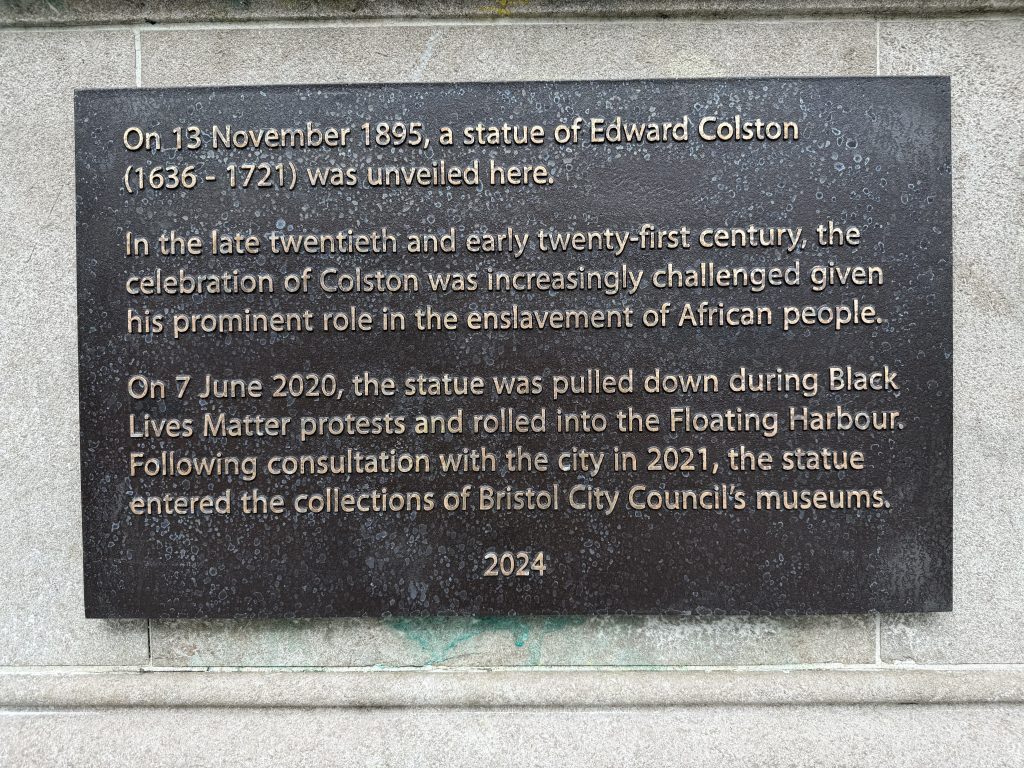 On 13 November 1895, a statue of Edward Colston
(1636 - 1721) was unveiled here.
In the late twentieth and early twenty-first century, the
celebration of Colston was increasingly challenged given
his prominent role in the enslavement of African people.
On 7 June 2020, the statue was pulled down during Black
Lives Matter protests and rolled into the Floating Harbour.
Following consultation with the city in 2021, the statue
entered the collections of Bristol City Council's museums.
2024